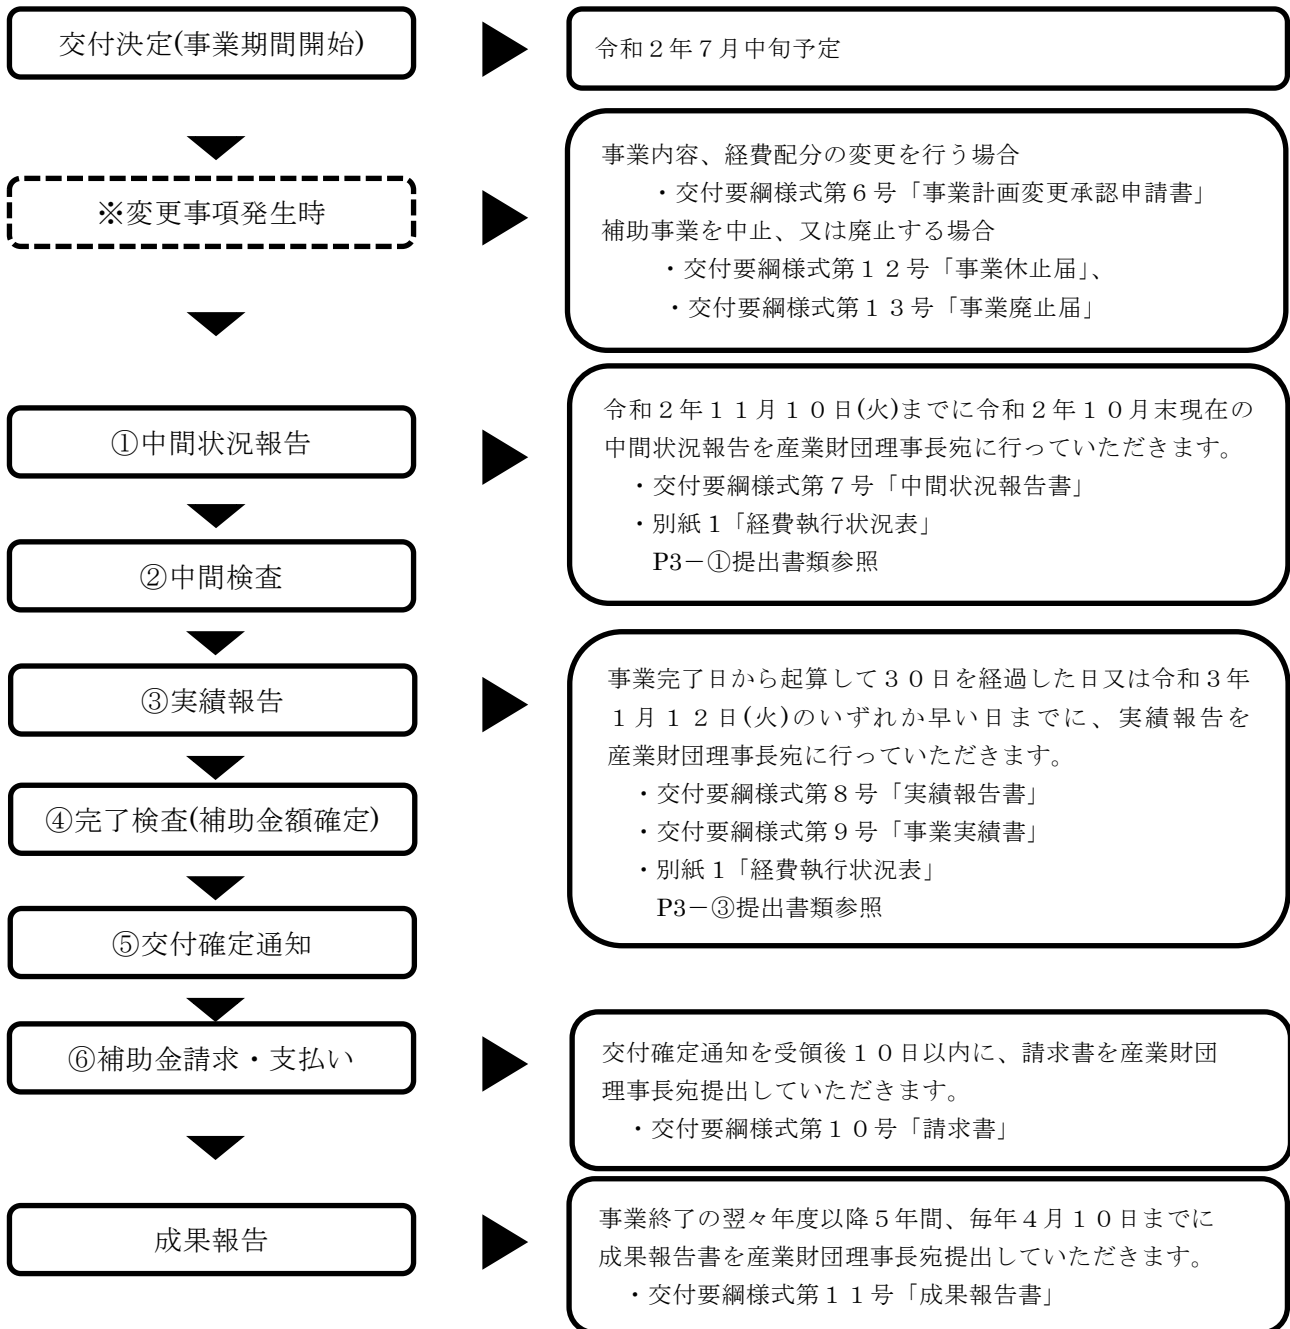 交付決定(事業期間開始)
令和２年７月中旬予定
※変更事項発生時
事業内容、経費配分の変更を行う場合
・交付要綱様式第６号「事業計画変更承認申請書」
補助事業を中止、又は廃止する場合
・交付要綱様式第１２号「事業休止届」、
・交付要綱様式第１３号「事業廃止届」
①中間状況報告
令和２年１１月１０日(火)までに令和２年１０月末現在の
中間状況報告を産業財団理事長宛に行っていただきます。
・交付要綱様式第７号「中間状況報告書」
・別紙１「経費執行状況表」
P3－①提出書類参照
②中間検査
③実績報告
事業完了日から起算して３０日を経過した日又は令和３年
１月１２日(火)のいずれか早い日までに、実績報告を
産業財団理事長宛に行っていただきます。
・交付要綱様式第８号「実績報告書」
・交付要綱様式第９号「事業実績書」
・別紙１「経費執行状況表」
P3－③提出書類参照
④完了検査(補助金額確定)
⑤交付確定通知
⑥補助金請求・支払い
交付確定通知を受領後１０日以内に、請求書を産業財団
理事長宛提出していただきます。
・交付要綱様式第１０号「請求書」
成果報告
事業終了の翌々年度以降５年間、毎年４月１０日までに
成果報告書を産業財団理事長宛提出していただきます。
・交付要綱様式第１１号「成果報告書」